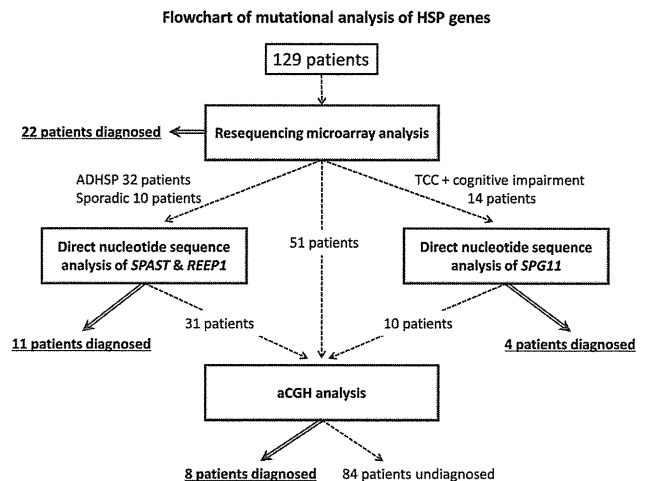 Flowchart of mutational analysis of HSP genes
129 patients
22 patients diagnosed
Resequencing microarray analysis
ADHSP 32 patients
Sporadic 10 patients
TCC + cognitive impairment
14 patients
51 patients
Direct nucleotide sequence
analysis of SPAST & REEP1
Direct nucleotide sequence
analysis of SPG11
31 patients
10 patients
11 patients diagnosed
4 patients diagnosed
aCGH analysis
8 patients diagnosed
84 patients undiagnosed